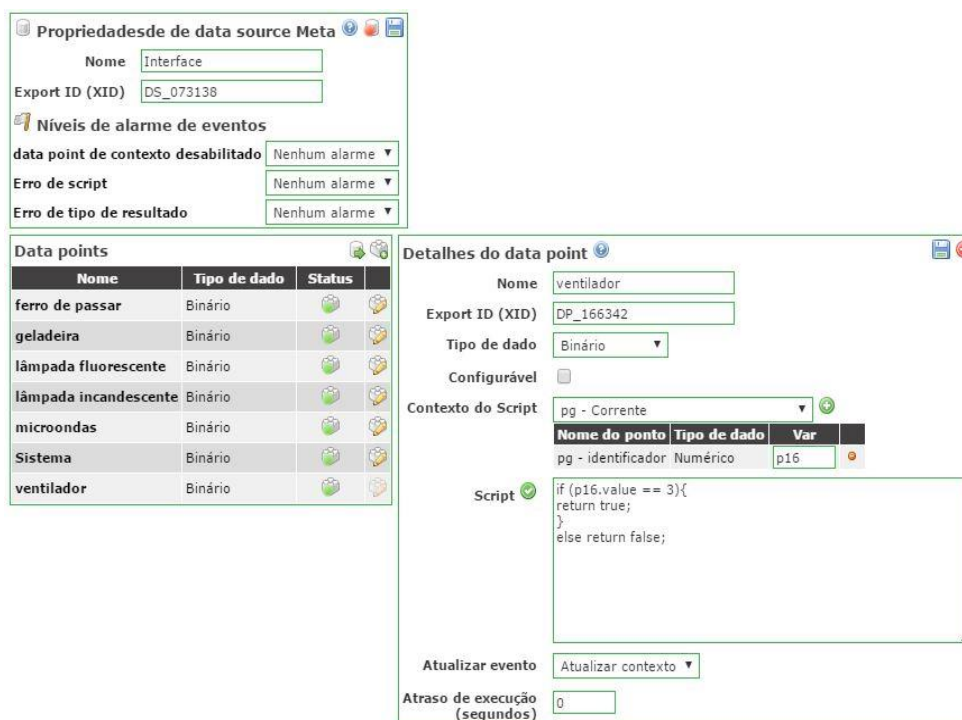 Propriedadesde de data source Meta
Nome Interface
Export ID (XID) DS_073138
Níveis de alarme de eventos
data point de contexto desabilitado Nenhum alarme
Erro de script Nenhum alarme
Erro de tipo de resultado Nenhum alarme
Data points
Nome Tipo de dado Status
ferro de passar Binário
geladeira Binário
lâmpada fluorescente Binário
lâmpada incandescente Binário
microondas Binário
Sistema Binário
ventilador Binário
Detalhes do data point
Nome ventilador
Export ID (XID) DP_166342
Tipo de dado Binário
Configurável
Contexto do Script pg - Corrente
Nome do ponto Tipo de dado Var
pg - identificador Numérico p16
Script
if (p16.value == 3){
return true;
}
else return false;
Atualizar evento Atualizar contexto
Atraso de execução
(segundos) 0